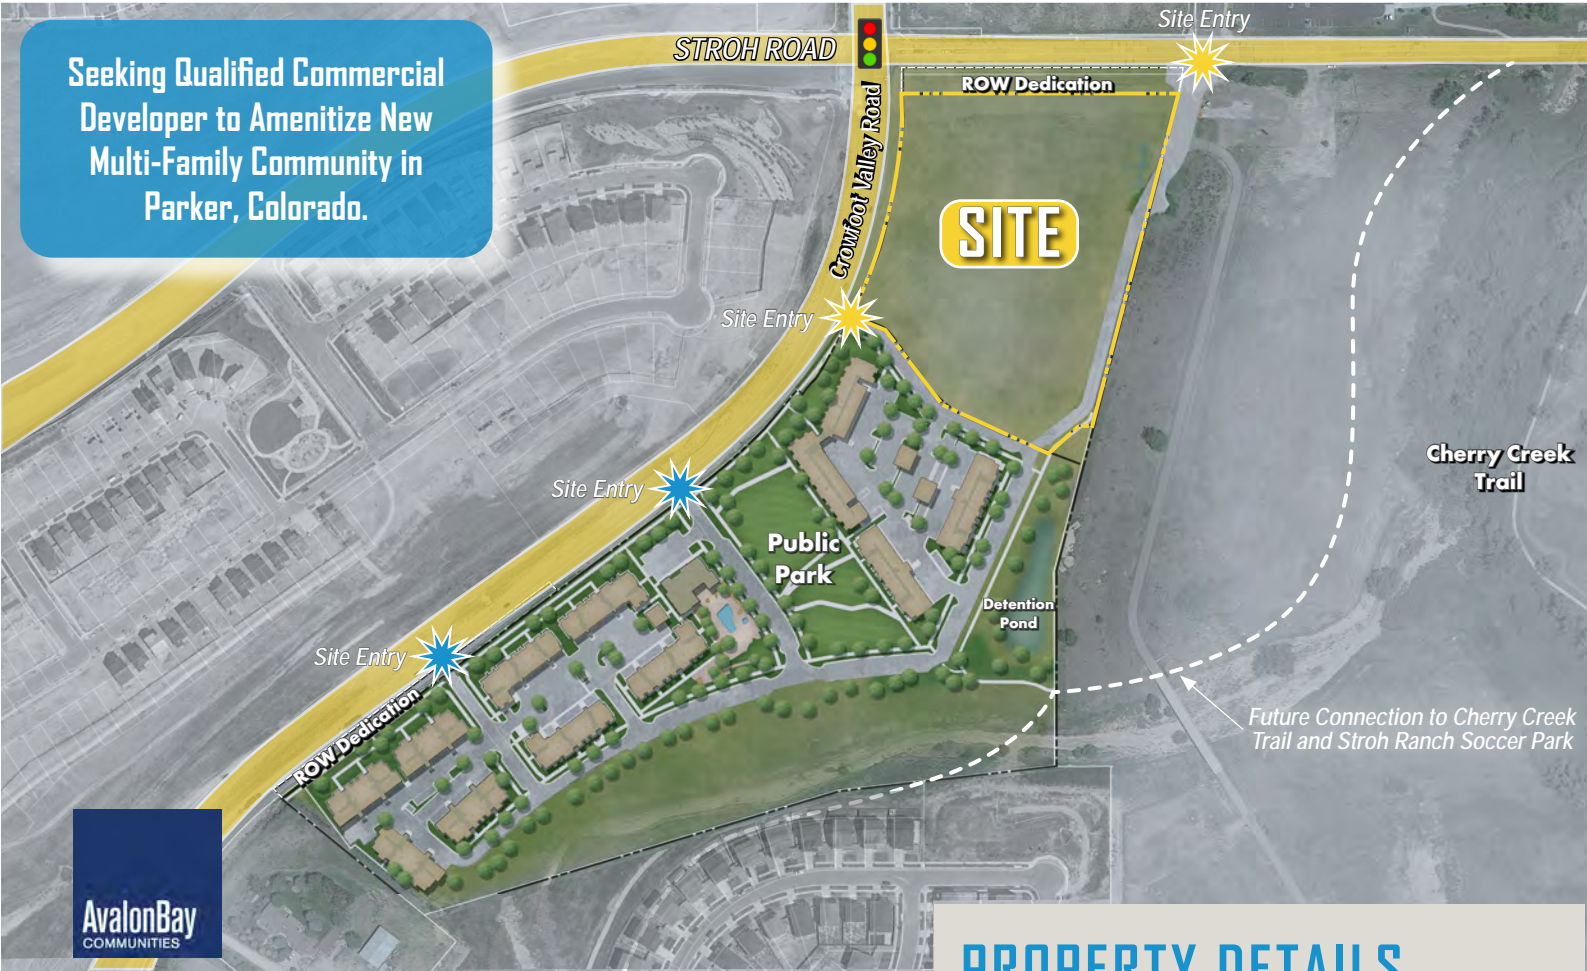 Seeking Qualified Commercial
Developer to Amenitize New
Multi-Family Community in
Parker, Colorado.
STROH ROAD
Site Entry
ROW Dedication
Crowfoot Valley Road
SITE
Site Entry
Cherry Creek
Trail
Site Entry
Public
Park
Detention
Pond
Site Entry
ROW Dedication
Future Connection to Cherry Creek
Trail and Stroh Ranch Soccer Park
AvalonBay
COMMUNITIES
PROPERTY DETAILS